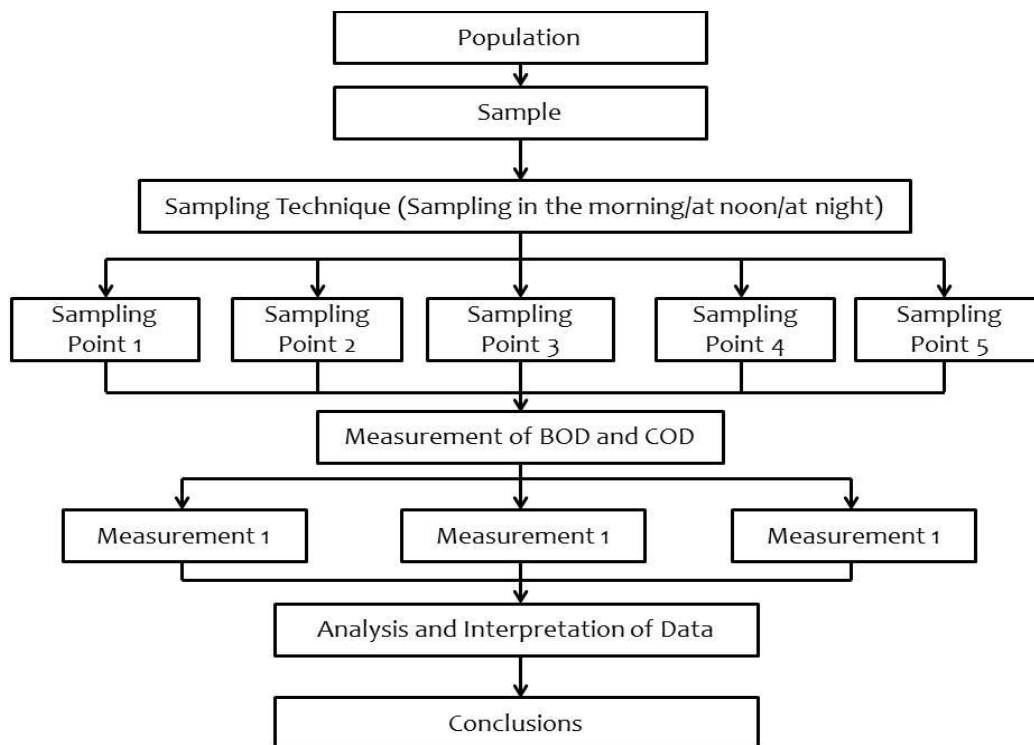 Population
Sample
Sampling Technique (Sampling in the morning/at noon/at night)
Sampling
Point 1
Sampling
Point 2
Sampling
Point 3
Sampling
Point 4
Sampling
Point 5
Measurement of BOD and COD
Measurement 1
Measurement 1
Measurement 1
Analysis and Interpretation of Data
Conclusions